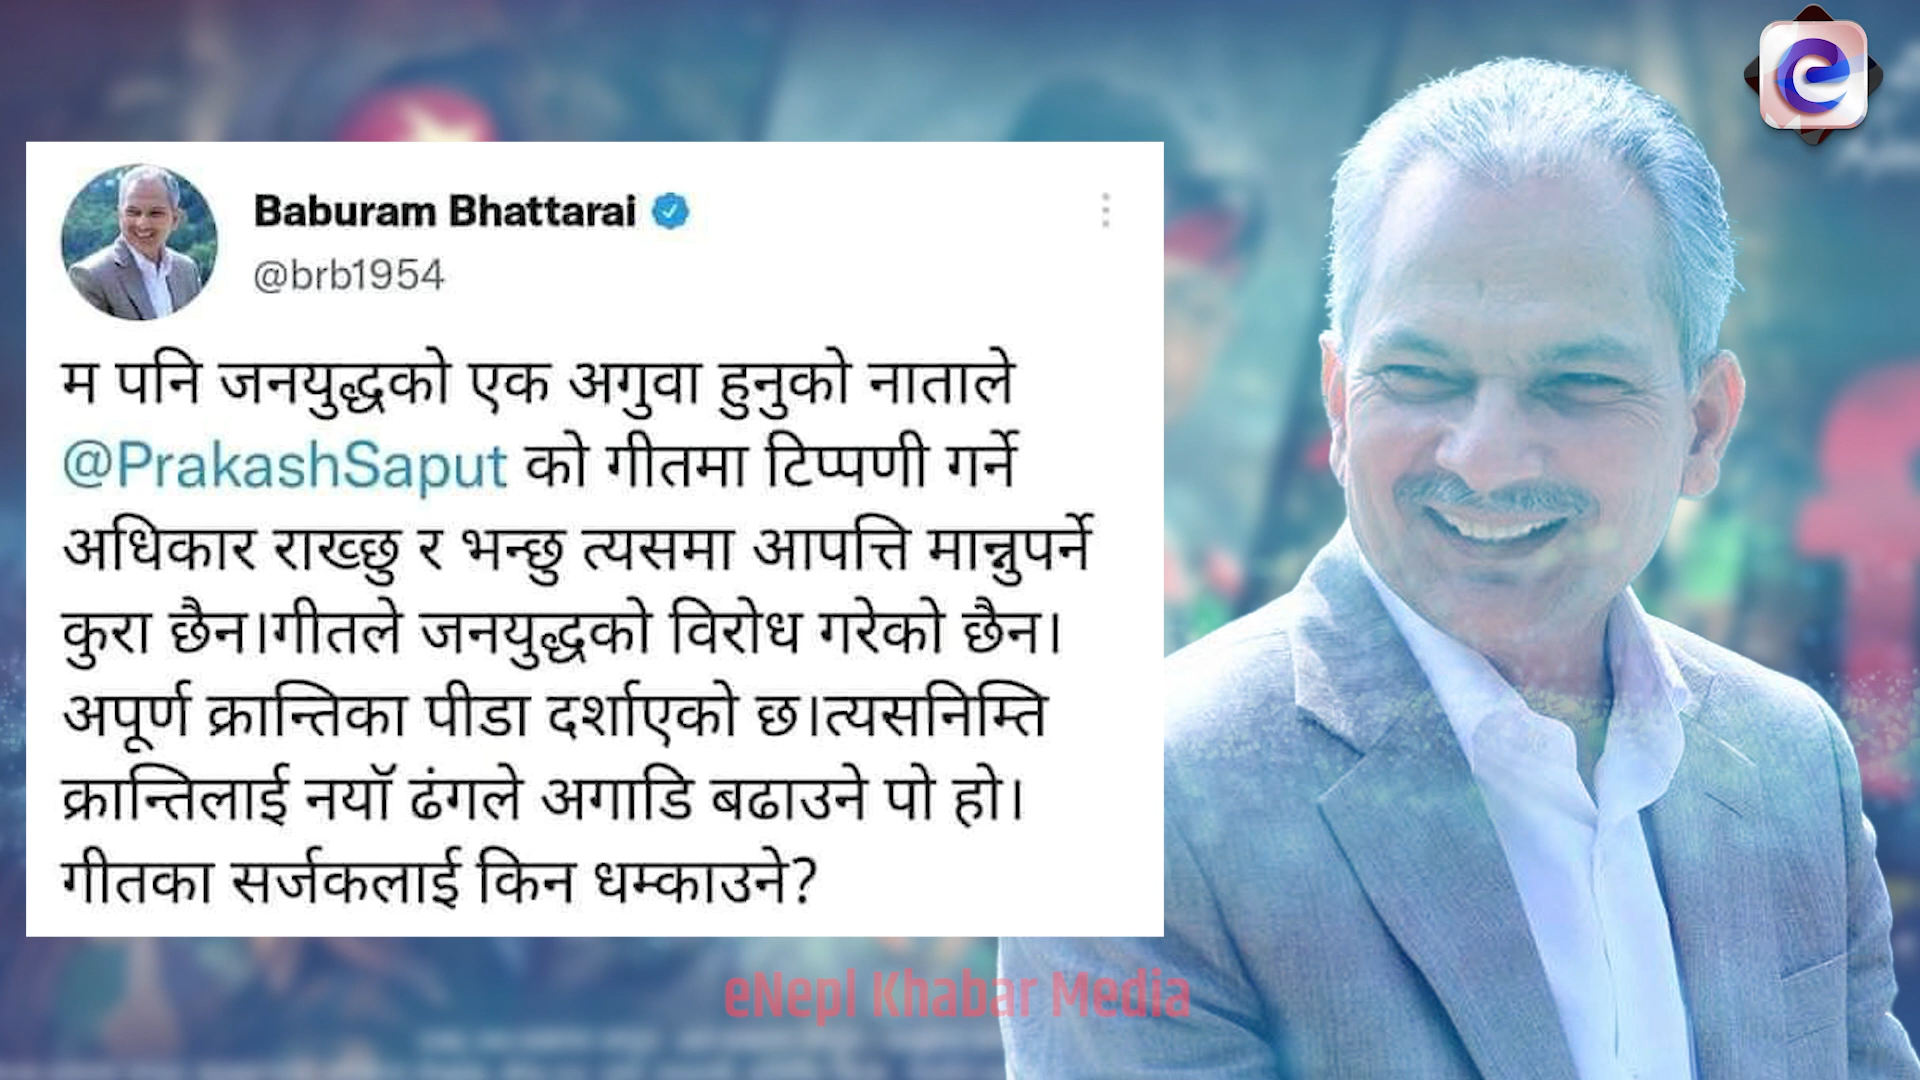 Baburam Bhattarai
@brb1954
म पनि जनयुद्धको एक अगुवा हुनुको नाताले
@PrakashSaput को गीतमा टिप्पणी गर्ने
अधिकार राख्छु र भन्छु त्यसमा आपत्ति मान्नुपर्ने
कुरा छैन।गीतले जनयुद्धको विरोध गरेको छैन।
अपूर्ण क्रान्तिका पीडा दर्शाएको छ।त्यसनिम्ति
क्रान्तिलाई नयाॅ ढंगले अगाडि बढाउने पो हो।
गीतका सर्जकलाई किन धम्काउने?
eNepl Khabar Media